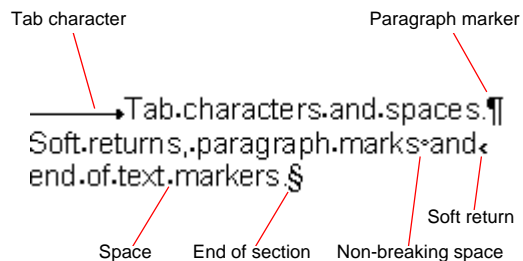 Tab character Paragraph marker
→Tab·characters·and·spaces.¶
Soft·returns,·paragraph·marks°and‹
end·of·text·markers.§
Soft return
Space End of section Non-breaking space